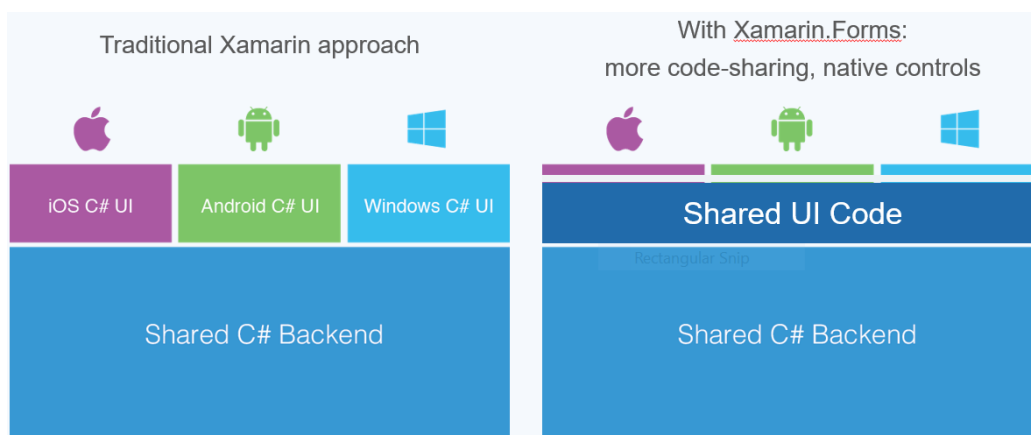 Traditional Xamarin approach
iOS C# UI
Android C# UI
Windows C# UI
Shared C# Backend
With Xamarin.Forms:
more code-sharing, native controls
Shared UI Code
Rectangular Snip
Shared C# Backend